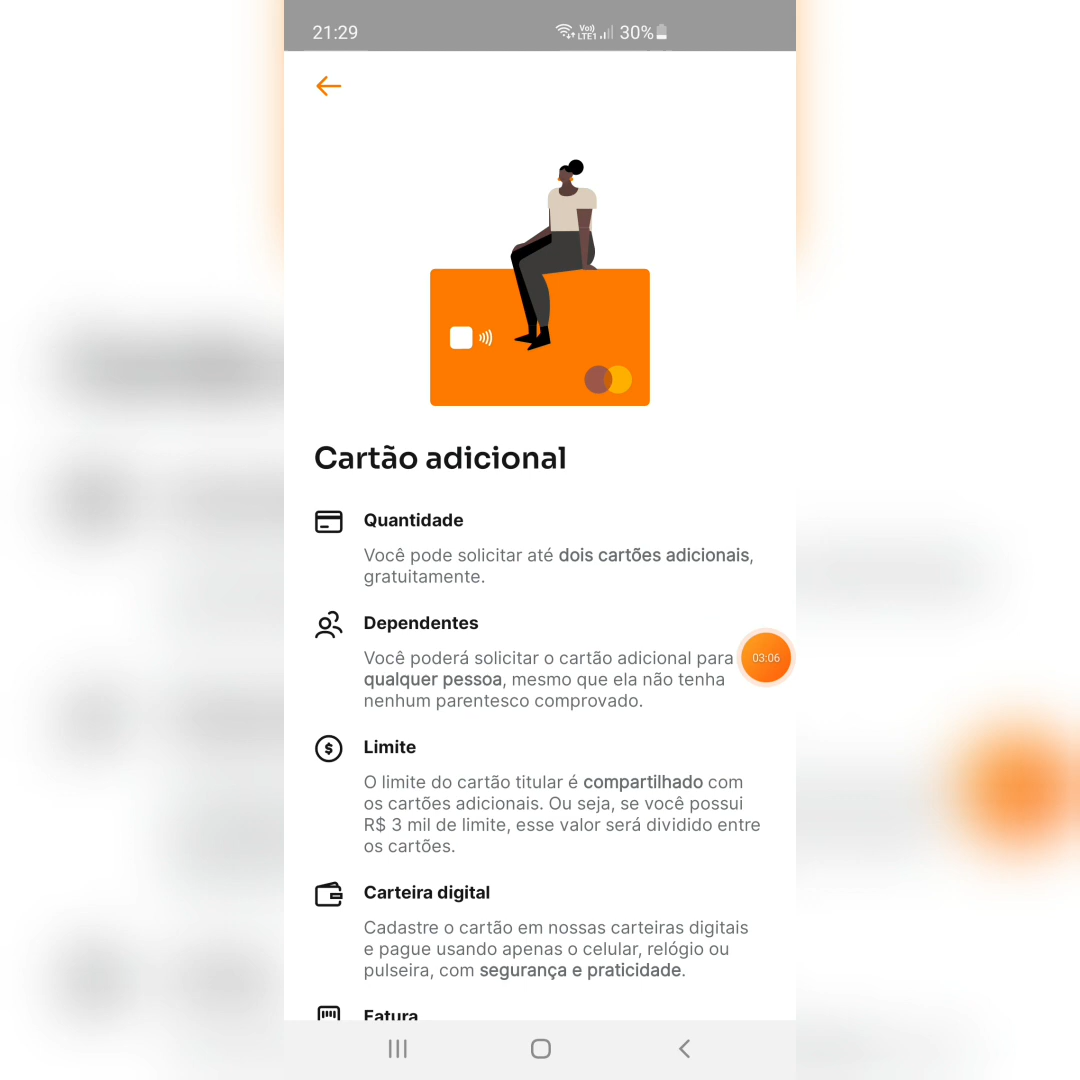 21:29
Vo))
LTE1
30%
Cartão adicional
Quantidade
Você pode solicitar até dois cartões adicionais,
gratuitamente.
Dependentes
Você poderá solicitar o cartão adicional para
qualquer pessoa, mesmo que ela não tenha
nenhum parentesco comprovado.
03:06
Limite
O limite do cartão titular é compartilhado com
os cartões adicionais. Ou seja, se você possui
R$ 3 mil de limite, esse valor será dividido entre
os cartões.
Carteira digital
Cadastre o cartão em nossas carteiras digitais
e pague usando apenas o celular, relógio ou
pulseira, com segurança e praticidade.
Fatura